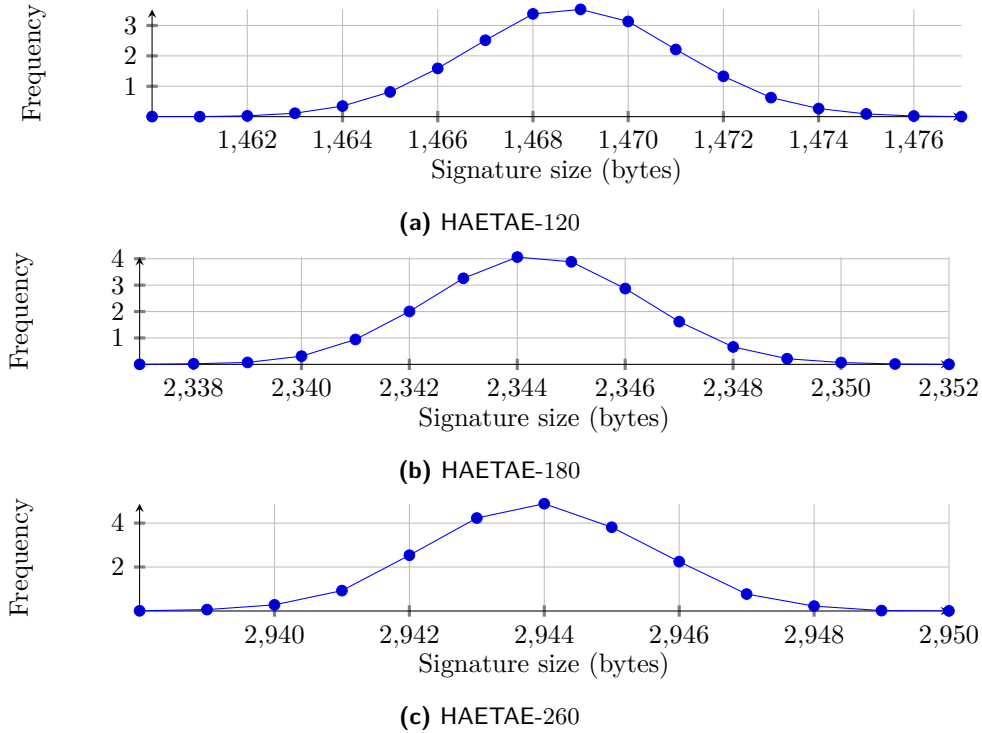 Frequency
3
2
1
1,462 1,464 1,466 1,468 1,470 1,472 1,474 1,476
Signature size (bytes)
(a) HAETAE-120
Frequency
4
3
2
1
2,338 2,340 2,342 2,344 2,346 2,348 2,350 2,352
Signature size (bytes)
(b) HAETAE-180
Frequency
4
2
2,940 2,942 2,944 2,946 2,948 2,950
Signature size (bytes)
(c) HAETAE-260